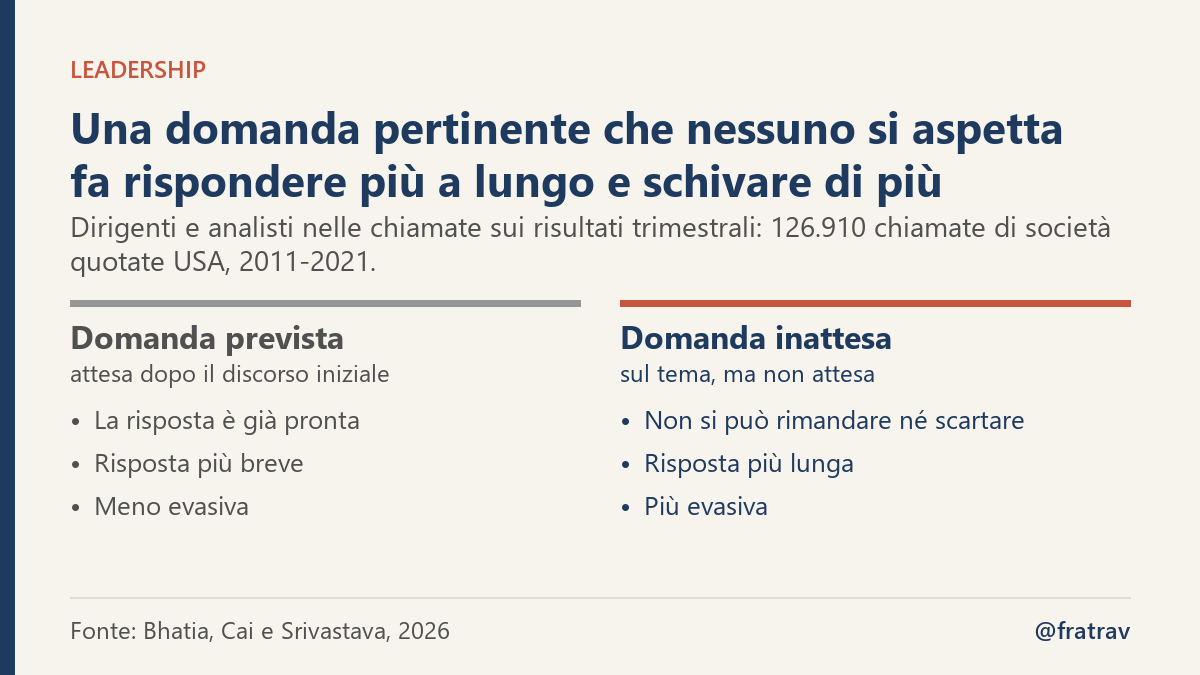 LEADERSHIP
Una domanda pertinente che nessuno si aspetta
fa rispondere più a lungo e schivare di più
Dirigenti e analisti nelle chiamate sui risultati trimestrali: 126.910 chiamate di società
quotate USA, 2011-2021.
Domanda prevista
attesa dopo il discorso iniziale
• La risposta è già pronta
• Risposta più breve
• Meno evasiva
Domanda inattesa
sul tema, ma non attesa
• Non si può rimandare né scartare
• Risposta più lunga
• Più evasiva
Fonte: Bhatia, Cai e Srivastava, 2026
@fratrav